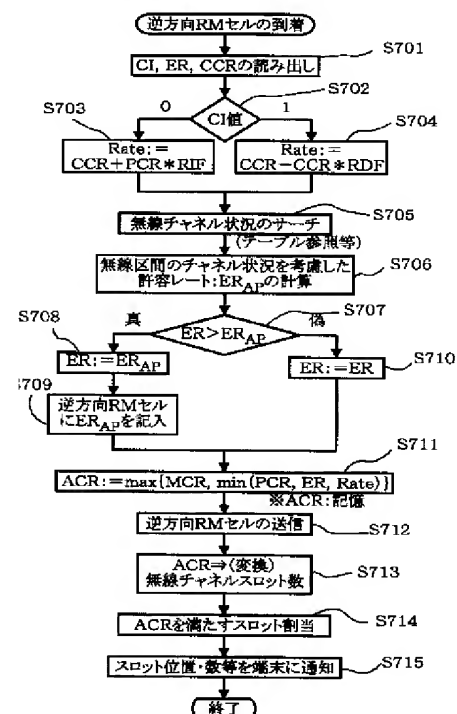 逆方向RMセルの到着
S701
CI, ER, CCRの読み出し
S702
S703
0
CI値
1
S704
Rate:=
CCR+PCR*RIF
Rate:=
CCR−CCR*RDF
S705
無線チャネル状況のサーチ
(テーブル参照等)
無線区間のチャネル状況を考慮した
許容レート:ERAPの計算
S706
S707
S708
真
ER>ERAP
偽
ER:=ERAP
ER:=ER
S710
S709
逆方向RMセル
にERAPを記入
S711
ACR:=max{MCR, min(PCR, ER, Rate)}
※ACR:記憶
逆方向RMセルの送信
S712
ACR⇒(変換)
無線チャネルスロット数
S713
ACRを満たすスロット割当
S714
スロット位置・数等を端末に通知
S715
終了